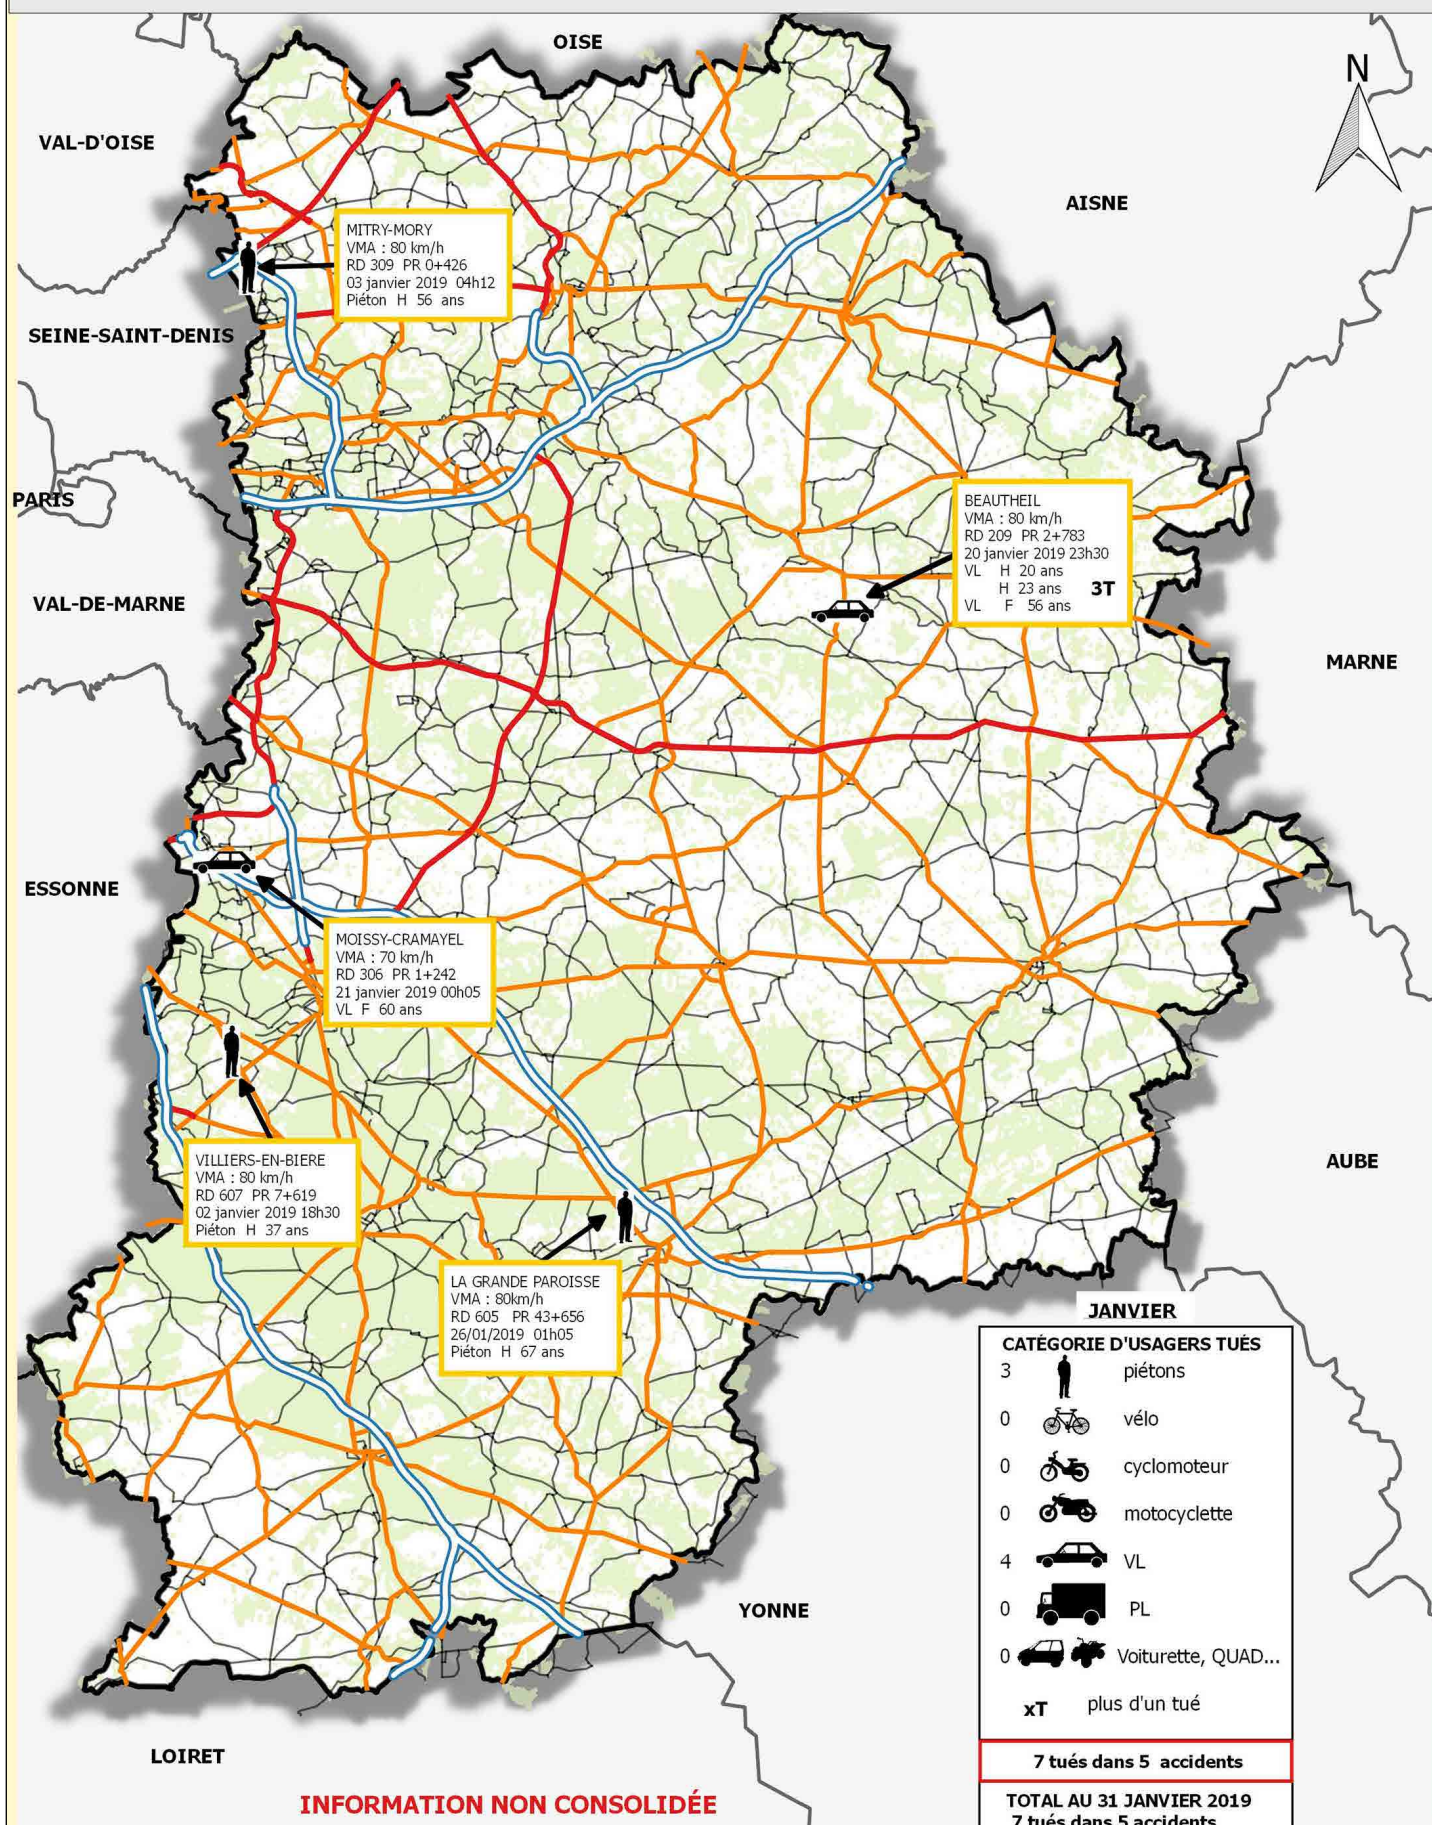 OISE
N
VAL-D'OISE
AISNE
MITRY-MORY
VMA : 80 km/h
RD 309 PR 0+426
03 janvier 2019 04h12
Piéton H 56 ans
SEINE-SAINT-DENIS
PARIS
BEAUTHEIL
VMA : 80 km/h
RD 209 PR 2+783
20 janvier 2019 23h30
VL H 20 ans
H 23 ans 3T
VL F 56 ans
VAL-DE-MARNE
MARNE
ESSONNE
MOISSY-CRAMAYEL
VMA : 70 km/h
RD 306 PR 1+242
21 janvier 2019 00h05
VL F 60 ans
VILLIERS-EN-BIERE
VMA : 80 km/h
RD 607 PR 7+619
02 janvier 2019 18h30
Piéton H 37 ans
AUBE
LA GRANDE PAROISSE
VMA : 80km/h
RD 605 PR 43+656
26/01/2019 01h05
Piéton H 67 ans
JANVIER
CATÉGORIE D'USAGERS TUÉS
3 piétons
0 vélo
0 cyclomoteur
0 motocyclette
4 VL
0 PL
0 Voiturette, QUAD...
xT plus d'un tué
7 tués dans 5 accidents
TOTAL AU 31 JANVIER 2019
7 tués dans 5 accidents
YONNE
LOIRET
INFORMATION NON CONSOLIDÉE